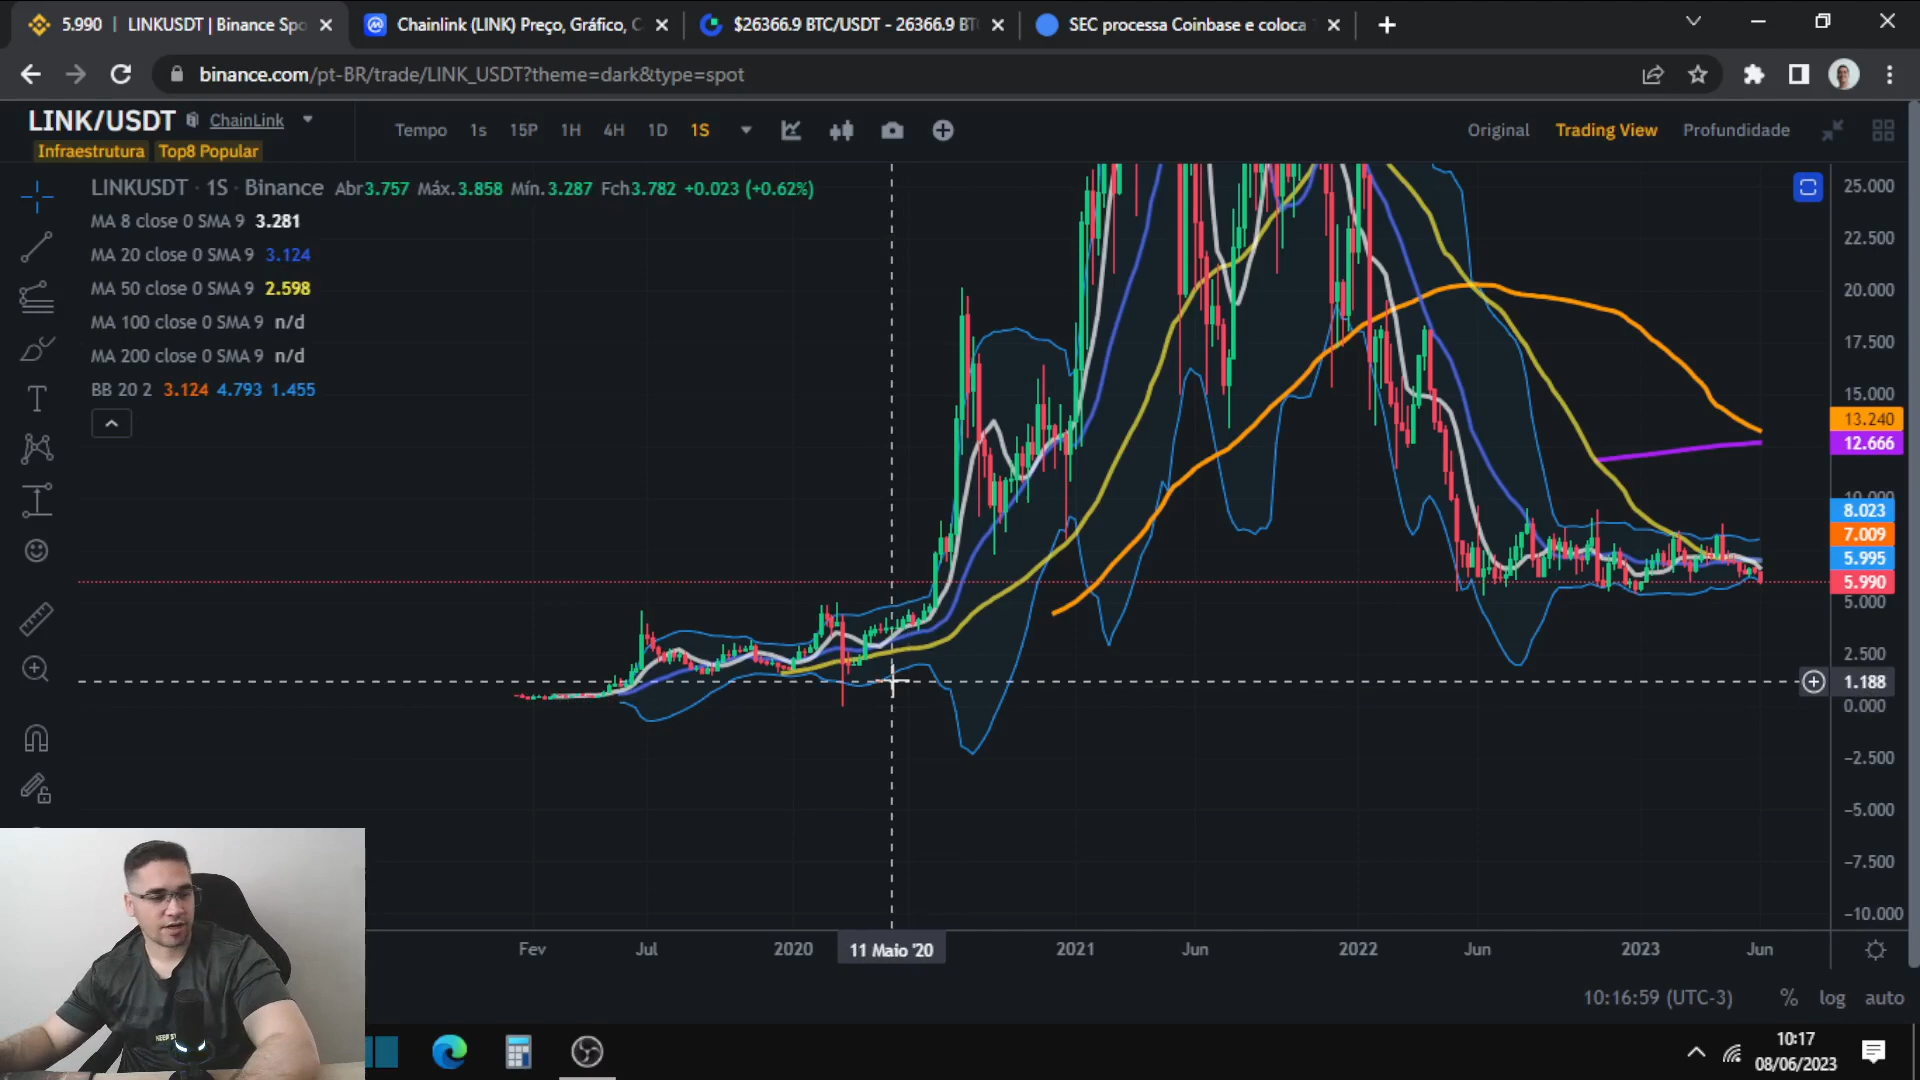 5.990 | LINKUSDT | Binance Spo
Chainlink (LINK) Preço, Gráfico, C
$26366.9 BTC/USDT - 26366.9 BT
SEC processa Coinbase e coloca
binance.com/pt-BR/trade/LINK_USDT?theme=dark&type=spot
LINK/USDT ChainLink
Infraestrutura Top8 Popular
Tempo 1s 15P 1H 4H 1D 1S
Original Trading View Profundidade
LINKUSDT · 1S · Binance Abr3.757 Máx.3.858 Mín.3.287 Fch3.782 +0.023 (+0.62%)
MA 8 close 0 SMA 9 3.281
MA 20 close 0 SMA 9 3.124
MA 50 close 0 SMA 9 2.598
MA 100 close 0 SMA 9 n/d
MA 200 close 0 SMA 9 n/d
BB 20 2 3.124 4.793 1.455
25.000
22.500
20.000
17.500
15.000
13.240
12.666
10.000
8.023
7.009
5.995
5.990
5.000
2.500
1.188
0.000
-2.500
-5.000
-7.500
-10.000
Fev Jul 2020 11 Maio '20 2021 Jun 2022 Jun 2023 Jun
10:16:59 (UTC-3) % log auto
10:17
08/06/2023